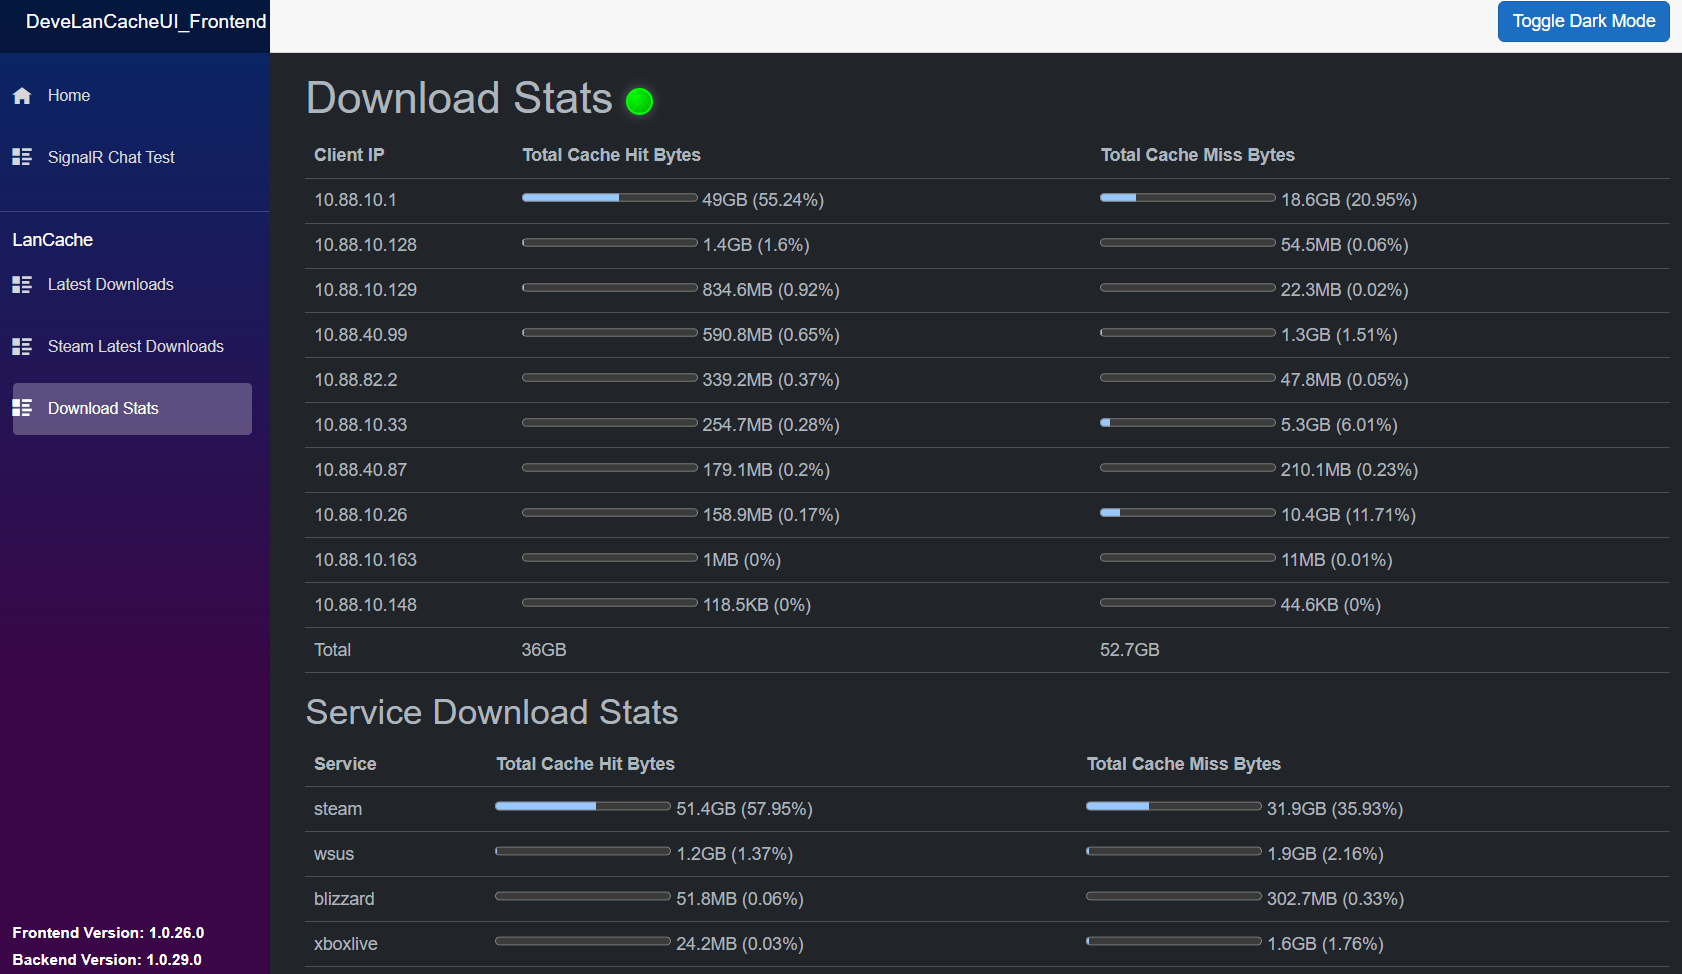 DeveLanCacheUI_Frontend
Toggle Dark Mode
Home
SignalR Chat Test
LanCache
Latest Downloads
Steam Latest Downloads
Download Stats
Frontend Version: 1.0.26.0
Backend Version: 1.0.29.0
Download Stats
Client IP Total Cache Hit Bytes Total Cache Miss Bytes
10.88.10.1 49GB (55.24%) 18.6GB (20.95%)
10.88.10.128 1.4GB (1.6%) 54.5MB (0.06%)
10.88.10.129 834.6MB (0.92%) 22.3MB (0.02%)
10.88.40.99 590.8MB (0.65%) 1.3GB (1.51%)
10.88.82.2 339.2MB (0.37%) 47.8MB (0.05%)
10.88.10.33 254.7MB (0.28%) 5.3GB (6.01%)
10.88.40.87 179.1MB (0.2%) 210.1MB (0.23%)
10.88.10.26 158.9MB (0.17%) 10.4GB (11.71%)
10.88.10.163 1MB (0%) 11MB (0.01%)
10.88.10.148 118.5KB (0%) 44.6KB (0%)
Total 36GB 52.7GB
Service Download Stats
Service Total Cache Hit Bytes Total Cache Miss Bytes
steam 51.4GB (57.95%) 31.9GB (35.93%)
wsus 1.2GB (1.37%) 1.9GB (2.16%)
blizzard 51.8MB (0.06%) 302.7MB (0.33%)
xboxlive 24.2MB (0.03%) 1.6GB (1.76%)